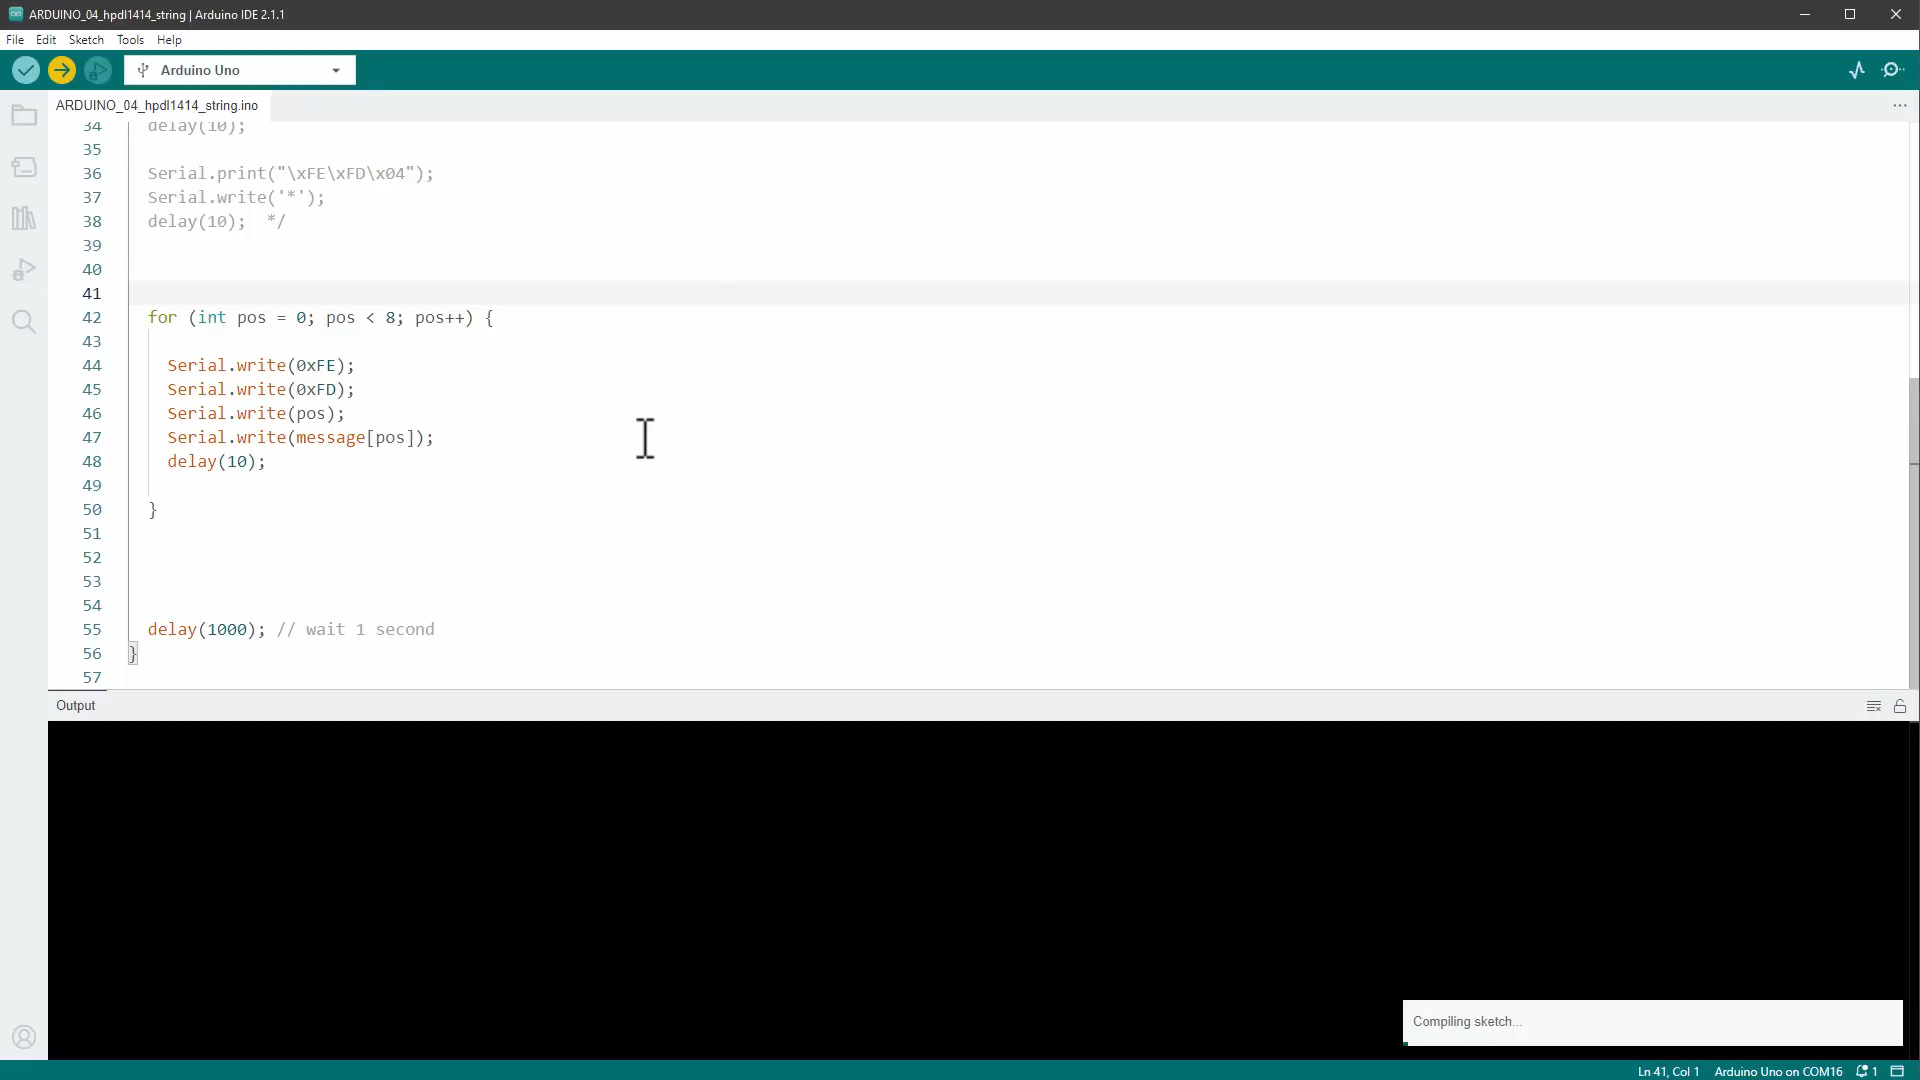 ARDUINO_04_hpdl1414_string | Arduino IDE 2.1.1
File Edit Sketch Tools Help
Arduino Uno
ARDUINO_04_hpdl1414_string.ino
34 delay(10);
35
36 Serial.print("\xFE\xFD\x04");
37 Serial.write('*');
38 delay(10);  */
39
40
41
42 for (int pos = 0; pos < 8; pos++) {
43
44 Serial.write(0xFE);
45 Serial.write(0xFD);
46 Serial.write(pos);
47 Serial.write(message[pos]);
48 delay(10);
49
50 }
51
52
53
54
55 delay(1000); // wait 1 second
56 }
57
Output
Compiling sketch...
Ln 41, Col 1 Arduino Uno on COM16 1